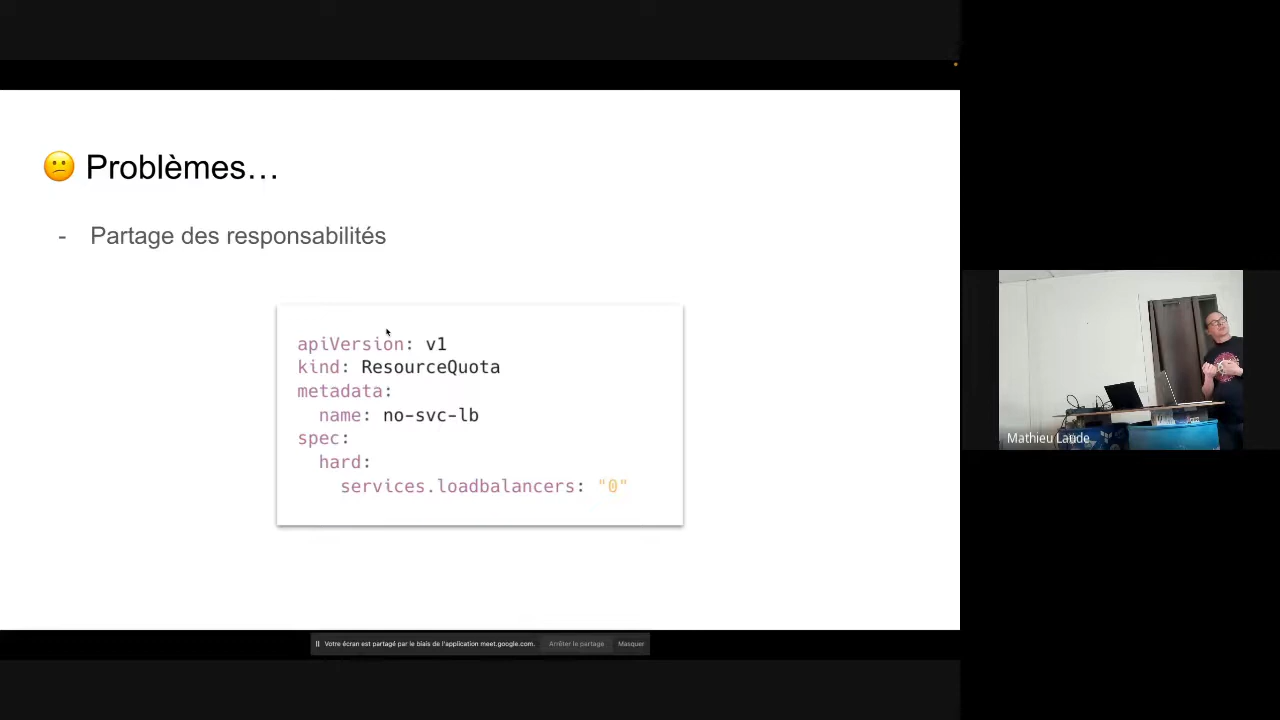 😕 Problèmes…
- Partage des responsabilités
apiVersion: v1
kind: ResourceQuota
metadata:
  name: no-svc-lb
spec:
  hard:
    services.loadbalancers: "0"
Mathieu Laude
Votre écran est partagé par le biais de l'application meet.google.com. Arrêter le partage Masquer